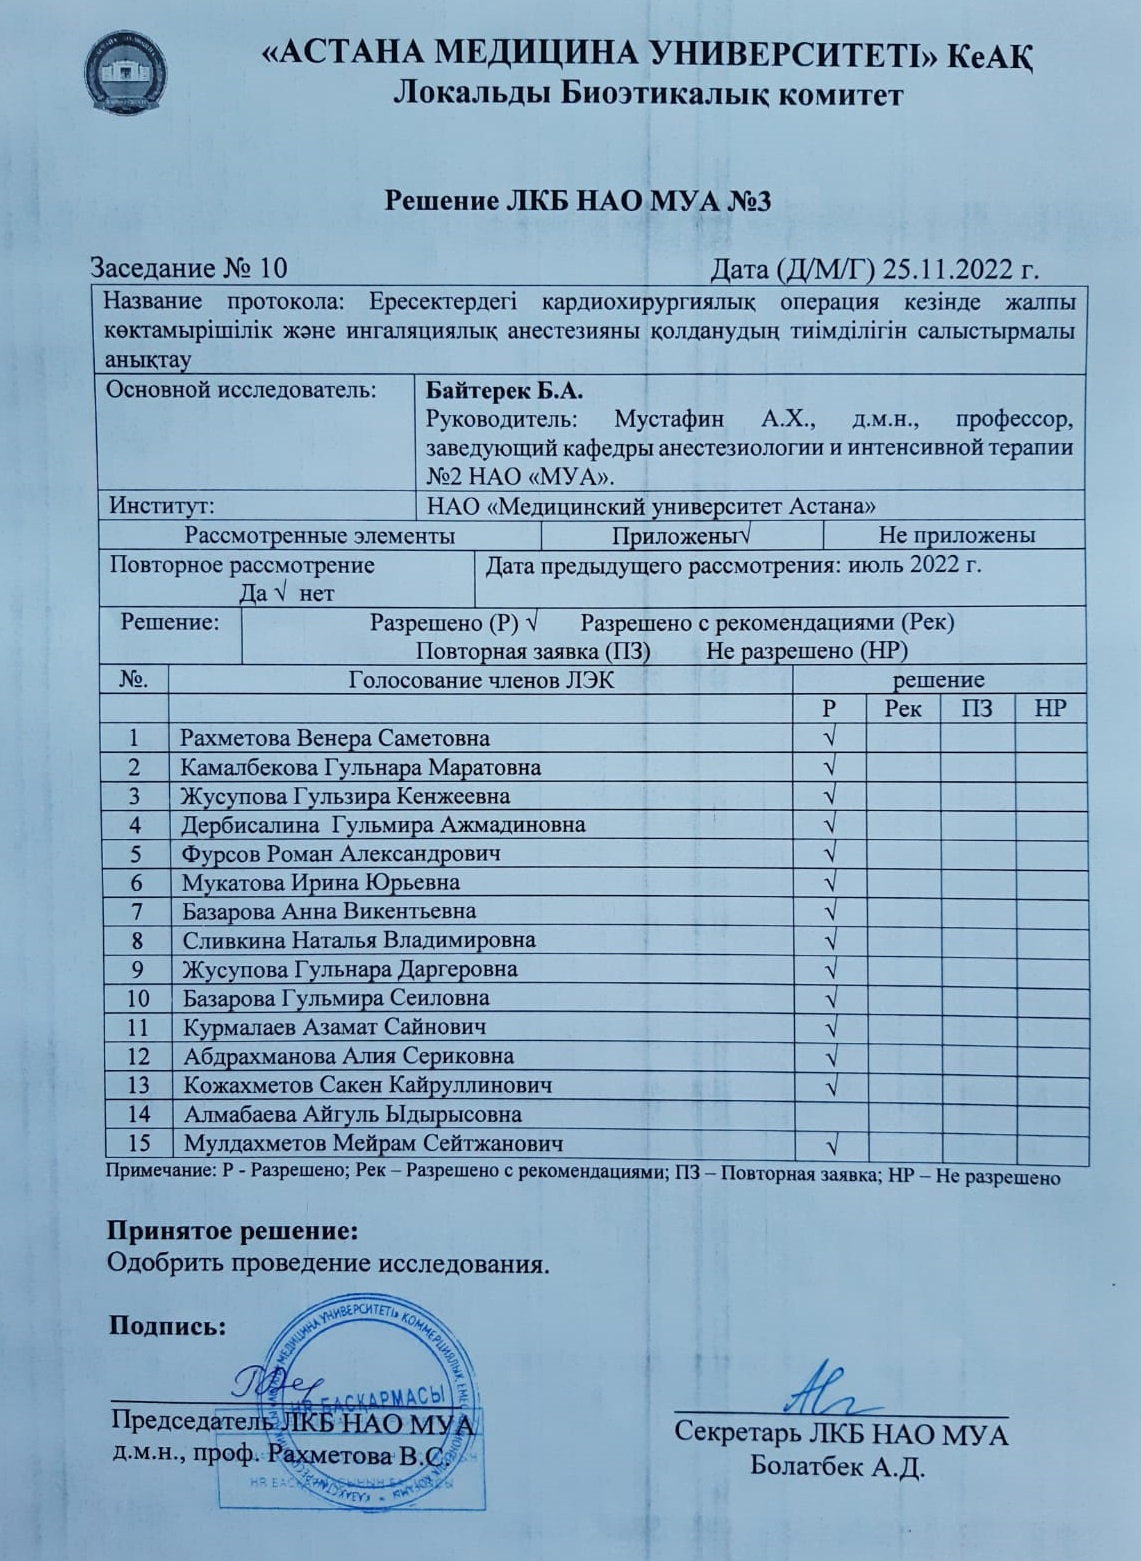 «АСТАНА МЕДИЦИНА УНИВЕРСИТЕТІ» КеАҚ
Локальды Биоэтикалық комитет
Решение ЛКБ НАО МУА №3
Заседание № 10 Дата (Д/М/Г) 25.11.2022 г.
Название протокола: Ересектердегі кардиохирургиялық операция кезінде жалпы
көктамырішілік және ингаляциялық анестезияны қолданудың тиімділігін салыстырмалы
анықтау
Основной исследователь: Байтерек Б.А.
Руководитель: Мустафин А.Х., д.м.н., профессор,
заведующий кафедры анестезиологии и интенсивной терапии
№2 НАО «МУА».
Институт: НАО «Медицинский университет Астана»
Рассмотренные элементы Приложены√ Не приложены
Повторное рассмотрение Дата предыдущего рассмотрения: июль 2022 г.
Да √ нет
Решение: Разрешено (Р) √ Разрешено с рекомендациями (Рек)
Повторная заявка (ПЗ) Не разрешено (НР)
№. Голосование членов ЛЭК решение
Р Рек ПЗ НР
1 Рахметова Венера Саметовна √
2 Камалбекова Гульнара Маратовна √
3 Жусупова Гульзира Кенжеевна √
4 Дербисалина Гульмира Ажмадиновна √
5 Фурсов Роман Александрович √
6 Мукатова Ирина Юрьевна √
7 Базарова Анна Викентьевна √
8 Сливкина Наталья Владимировна √
9 Жусупова Гульнара Даргеровна √
10 Базарова Гульмира Сеиловна √
11 Курмалаев Азамат Сайнович √
12 Абдрахманова Алия Сериковна √
13 Кожахметов Сакен Кайруллинович √
14 Алмабаева Айгуль Ыдырысовна
15 Мулдахметов Мейрам Сейтжанович √
Примечание: Р - Разрешено; Рек – Разрешено с рекомендациями; ПЗ – Повторная заявка; НР – Не разрешено
Принятое решение:
Одобрить проведение исследования.
Подпись:
МЕДИЦИНА УНИВЕРСИТЕТІ» КОММЕРЦИЯЛЫҚ ЕМЕС
HR БАСҚАРМАСЫ
Председатель ЛКБ НАО МУА
д.м.н., проф. Рахметова В.С.
Секретарь ЛКБ НАО МУА
Болатбек А.Д.